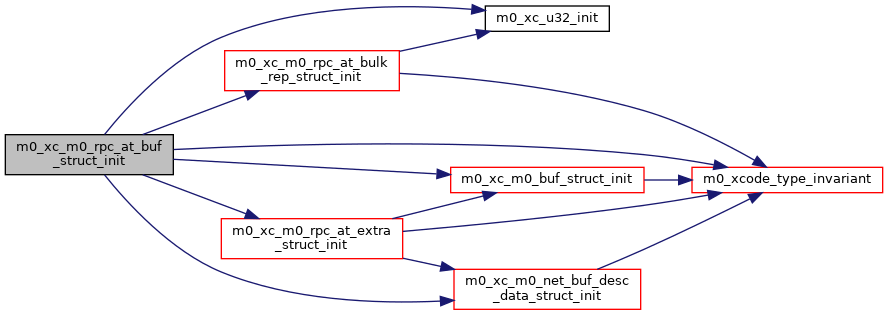 m0_xc_u32_init
m0_xc_m0_rpc_at_bulk
_rep_struct_init
m0_xc_m0_rpc_at_buf
_struct_init
m0_xc_m0_buf_struct_init
m0_xcode_type_invariant
m0_xc_m0_rpc_at_extra
_struct_init
m0_xc_m0_net_buf_desc
_data_struct_init